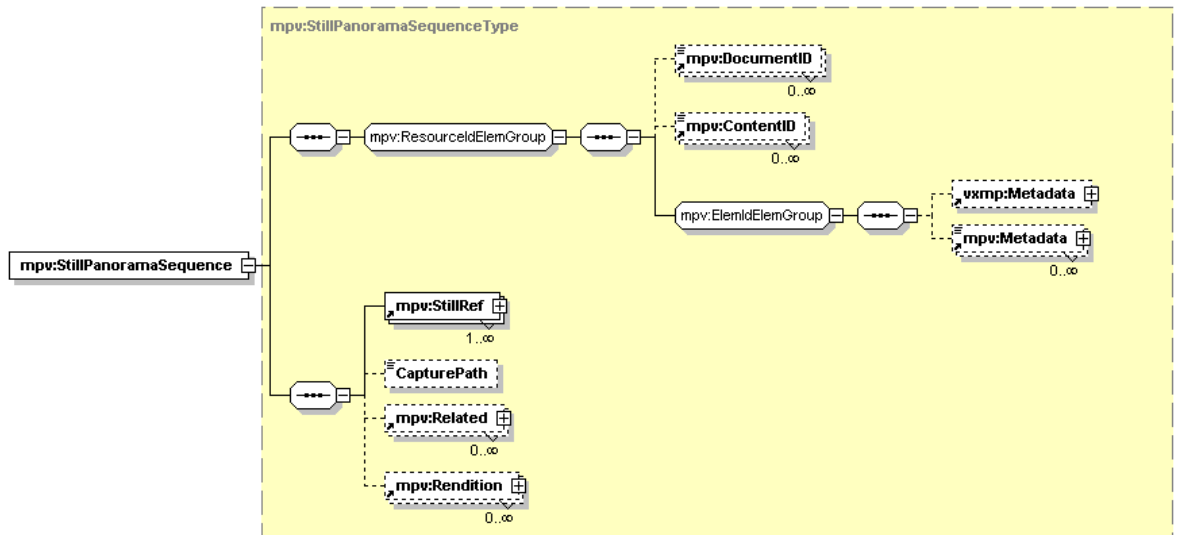 mpv:StillPanoramaSequenceType
mpv:DocumentID
0..∞
mpv:ResourceIdElemGroup
mpv:ContentID
0..∞
mpv:ElemIdElemGroup
vxmp:Metadata
mpv:Metadata
0..∞
mpv:StillPanoramaSequence
mpv:StillRef
1..∞
CapturePath
mpv:Related
0..∞
mpv:Rendition
0..∞